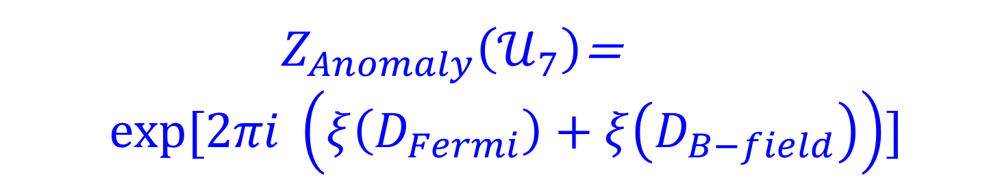 Z_{Anomaly}(𝒰_7) =
exp[2πi (ξ(D_{Fermi}) + ξ(D_{B-field}))]